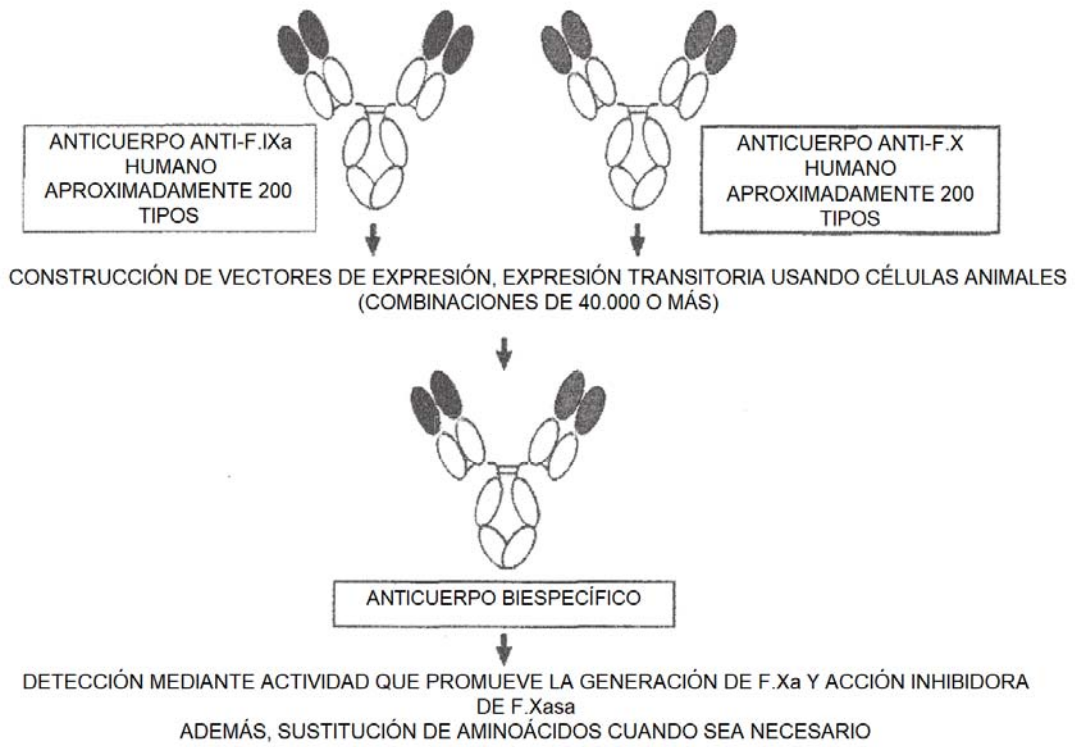 ANTICUERPO ANTI-F.IXa
HUMANO
APROXIMADAMENTE 200
TIPOS
ANTICUERPO ANTI-F.X
HUMANO
APROXIMADAMENTE 200
TIPOS
CONSTRUCCIÓN DE VECTORES DE EXPRESIÓN, EXPRESIÓN TRANSITORIA USANDO CÉLULAS ANIMALES
(COMBINACIONES DE 40.000 O MÁS)
ANTICUERPO BIESPECÍFICO
DETECCIÓN MEDIANTE ACTIVIDAD QUE PROMUEVE LA GENERACIÓN DE F.Xa Y ACCIÓN INHIBIDORA
DE F.Xasa
ADEMÁS, SUSTITUCIÓN DE AMINOÁCIDOS CUANDO SEA NECESARIO